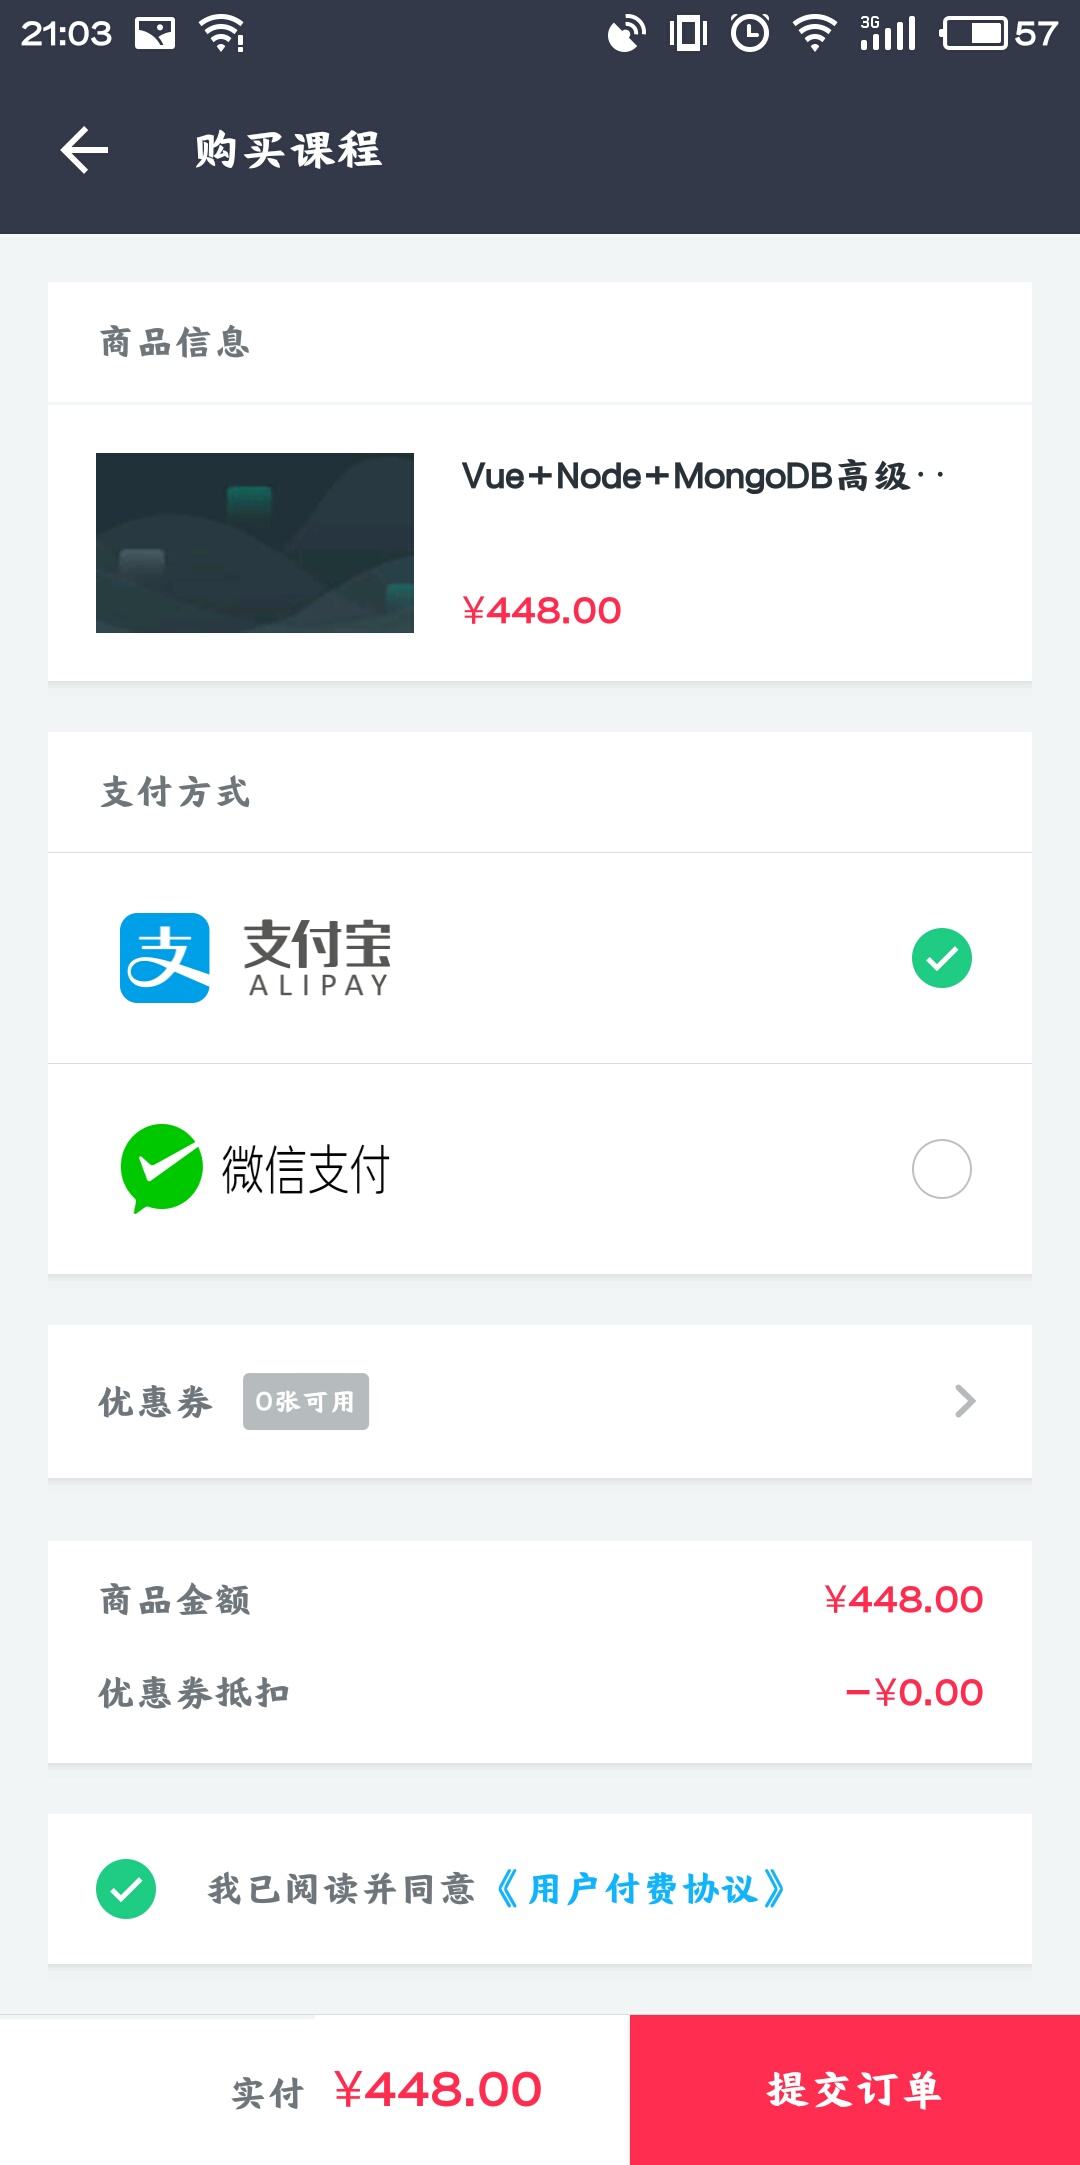 21:03 3G 57
购买课程
商品信息
Vue+Node+MongoDB高级··
¥448.00
支付方式
支 支付宝
ALIPAY
微信支付
优惠券 0张可用
商品金额 ¥448.00
优惠券抵扣 -¥0.00
我已阅读并同意《用户付费协议》
实付 ¥448.00 提交订单